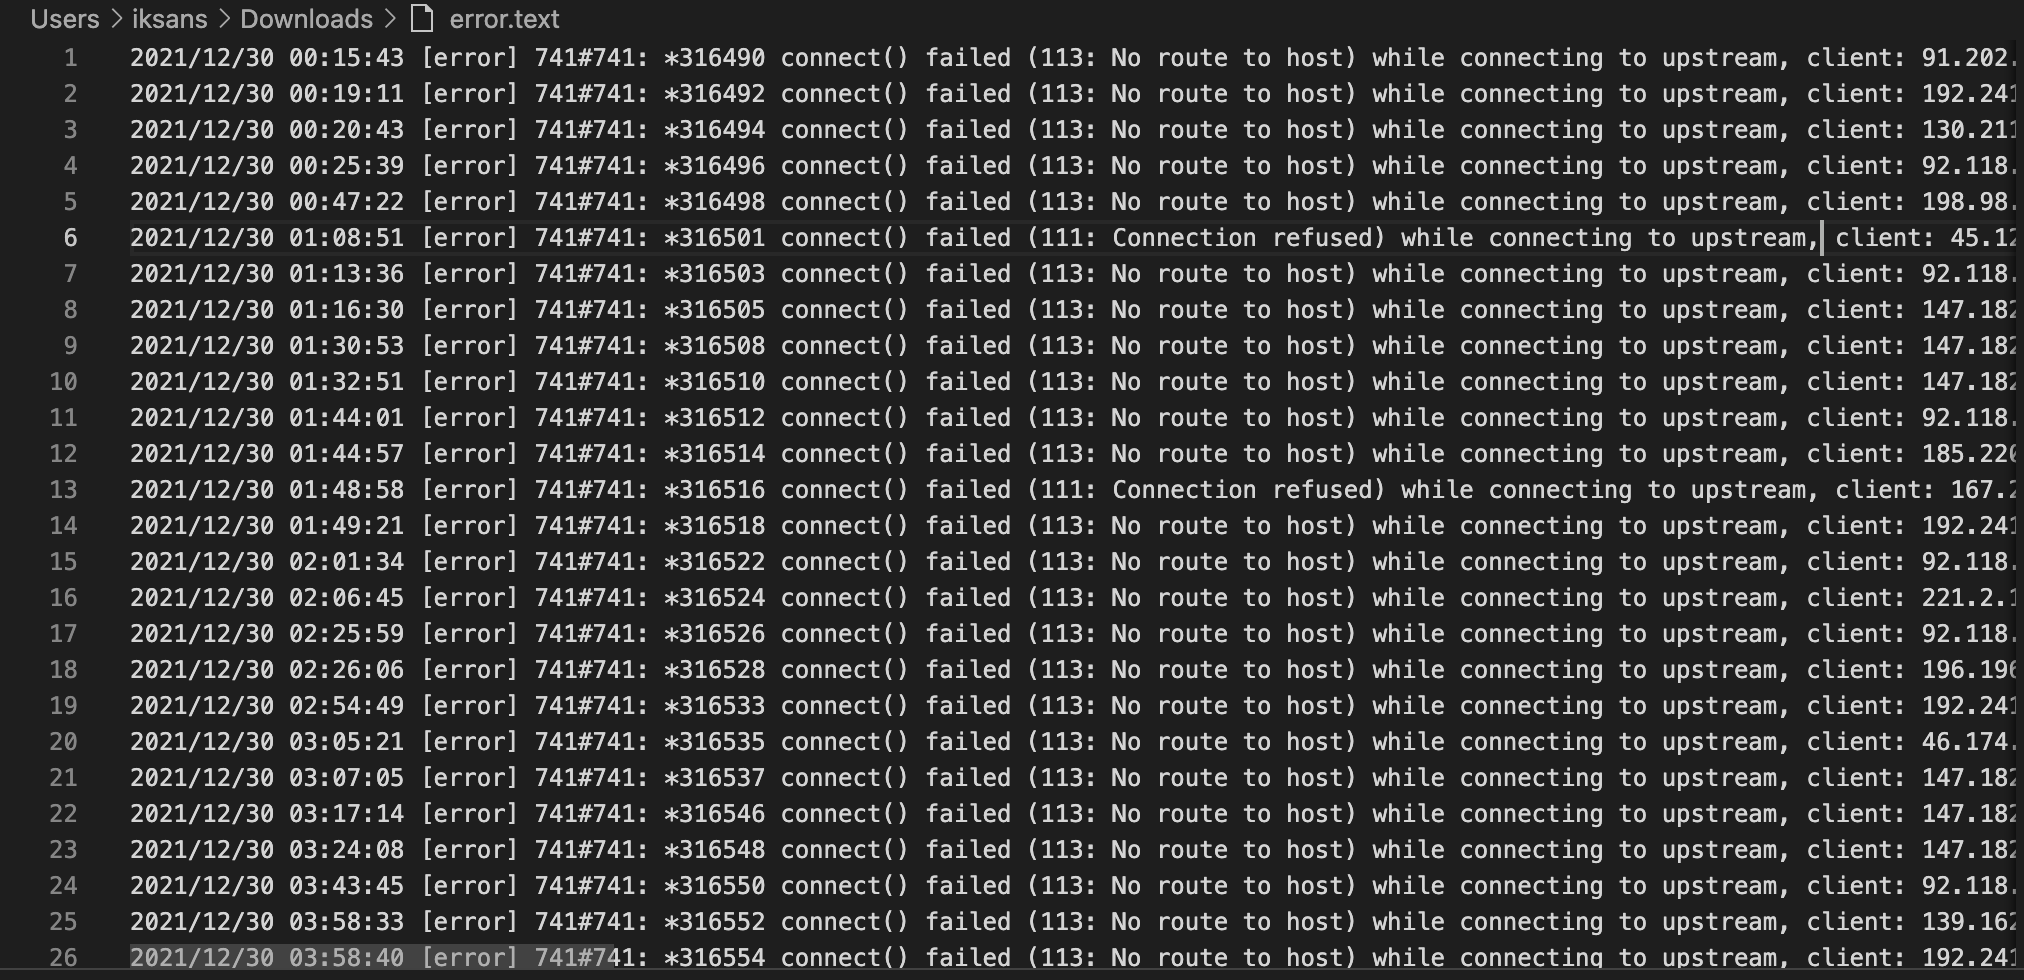 Users > iksans > Downloads > error.text
1 2021/12/30 00:15:43 [error] 741#741: *316490 connect() failed (113: No route to host) while connecting to upstream, client: 91.202.
2 2021/12/30 00:19:11 [error] 741#741: *316492 connect() failed (113: No route to host) while connecting to upstream, client: 192.241
3 2021/12/30 00:20:43 [error] 741#741: *316494 connect() failed (113: No route to host) while connecting to upstream, client: 130.211
4 2021/12/30 00:25:39 [error] 741#741: *316496 connect() failed (113: No route to host) while connecting to upstream, client: 92.118.
5 2021/12/30 00:47:22 [error] 741#741: *316498 connect() failed (113: No route to host) while connecting to upstream, client: 198.98.
6 2021/12/30 01:08:51 [error] 741#741: *316501 connect() failed (111: Connection refused) while connecting to upstream, client: 45.12
7 2021/12/30 01:13:36 [error] 741#741: *316503 connect() failed (113: No route to host) while connecting to upstream, client: 92.118.
8 2021/12/30 01:16:30 [error] 741#741: *316505 connect() failed (113: No route to host) while connecting to upstream, client: 147.182
9 2021/12/30 01:30:53 [error] 741#741: *316508 connect() failed (113: No route to host) while connecting to upstream, client: 147.182
10 2021/12/30 01:32:51 [error] 741#741: *316510 connect() failed (113: No route to host) while connecting to upstream, client: 147.182
11 2021/12/30 01:44:01 [error] 741#741: *316512 connect() failed (113: No route to host) while connecting to upstream, client: 92.118.
12 2021/12/30 01:44:57 [error] 741#741: *316514 connect() failed (113: No route to host) while connecting to upstream, client: 185.220
13 2021/12/30 01:48:58 [error] 741#741: *316516 connect() failed (111: Connection refused) while connecting to upstream, client: 167.2
14 2021/12/30 01:49:21 [error] 741#741: *316518 connect() failed (113: No route to host) while connecting to upstream, client: 192.241
15 2021/12/30 02:01:34 [error] 741#741: *316522 connect() failed (113: No route to host) while connecting to upstream, client: 92.118.
16 2021/12/30 02:06:45 [error] 741#741: *316524 connect() failed (113: No route to host) while connecting to upstream, client: 221.2.1
17 2021/12/30 02:25:59 [error] 741#741: *316526 connect() failed (113: No route to host) while connecting to upstream, client: 92.118.
18 2021/12/30 02:26:06 [error] 741#741: *316528 connect() failed (113: No route to host) while connecting to upstream, client: 196.196
19 2021/12/30 02:54:49 [error] 741#741: *316533 connect() failed (113: No route to host) while connecting to upstream, client: 192.241
20 2021/12/30 03:05:21 [error] 741#741: *316535 connect() failed (113: No route to host) while connecting to upstream, client: 46.174.
21 2021/12/30 03:07:05 [error] 741#741: *316537 connect() failed (113: No route to host) while connecting to upstream, client: 147.182
22 2021/12/30 03:17:14 [error] 741#741: *316546 connect() failed (113: No route to host) while connecting to upstream, client: 147.182
23 2021/12/30 03:24:08 [error] 741#741: *316548 connect() failed (113: No route to host) while connecting to upstream, client: 147.182
24 2021/12/30 03:43:45 [error] 741#741: *316550 connect() failed (113: No route to host) while connecting to upstream, client: 92.118.
25 2021/12/30 03:58:33 [error] 741#741: *316552 connect() failed (113: No route to host) while connecting to upstream, client: 139.162
26 2021/12/30 03:58:40 [error] 741#741: *316554 connect() failed (113: No route to host) while connecting to upstream, client: 192.241